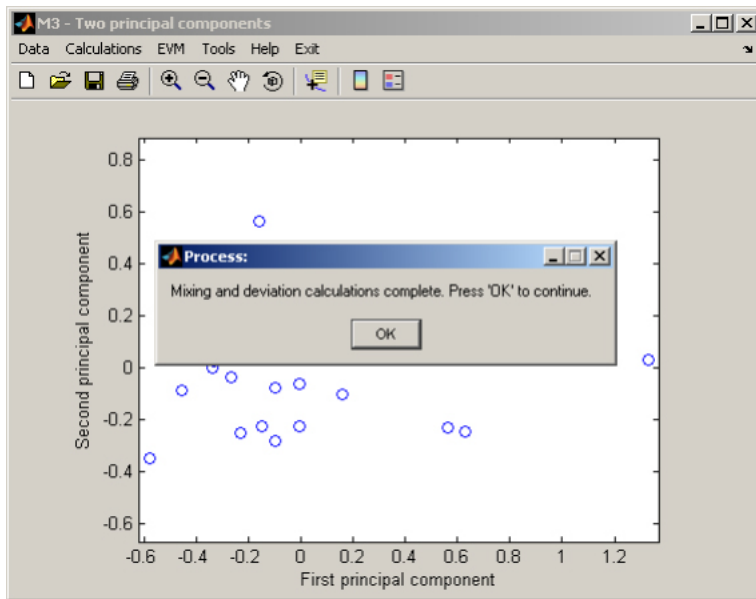 M3 - Two principal components
Data Calculations EVM Tools Help Exit
0.8
0.6
0.4
0.2
0
-0.2
-0.4
-0.6
Second principal component
Process:
Mixing and deviation calculations complete. Press 'OK' to continue.
OK
-0.6 -0.4 -0.2 0 0.2 0.4 0.6 0.8 1 1.2
First principal component